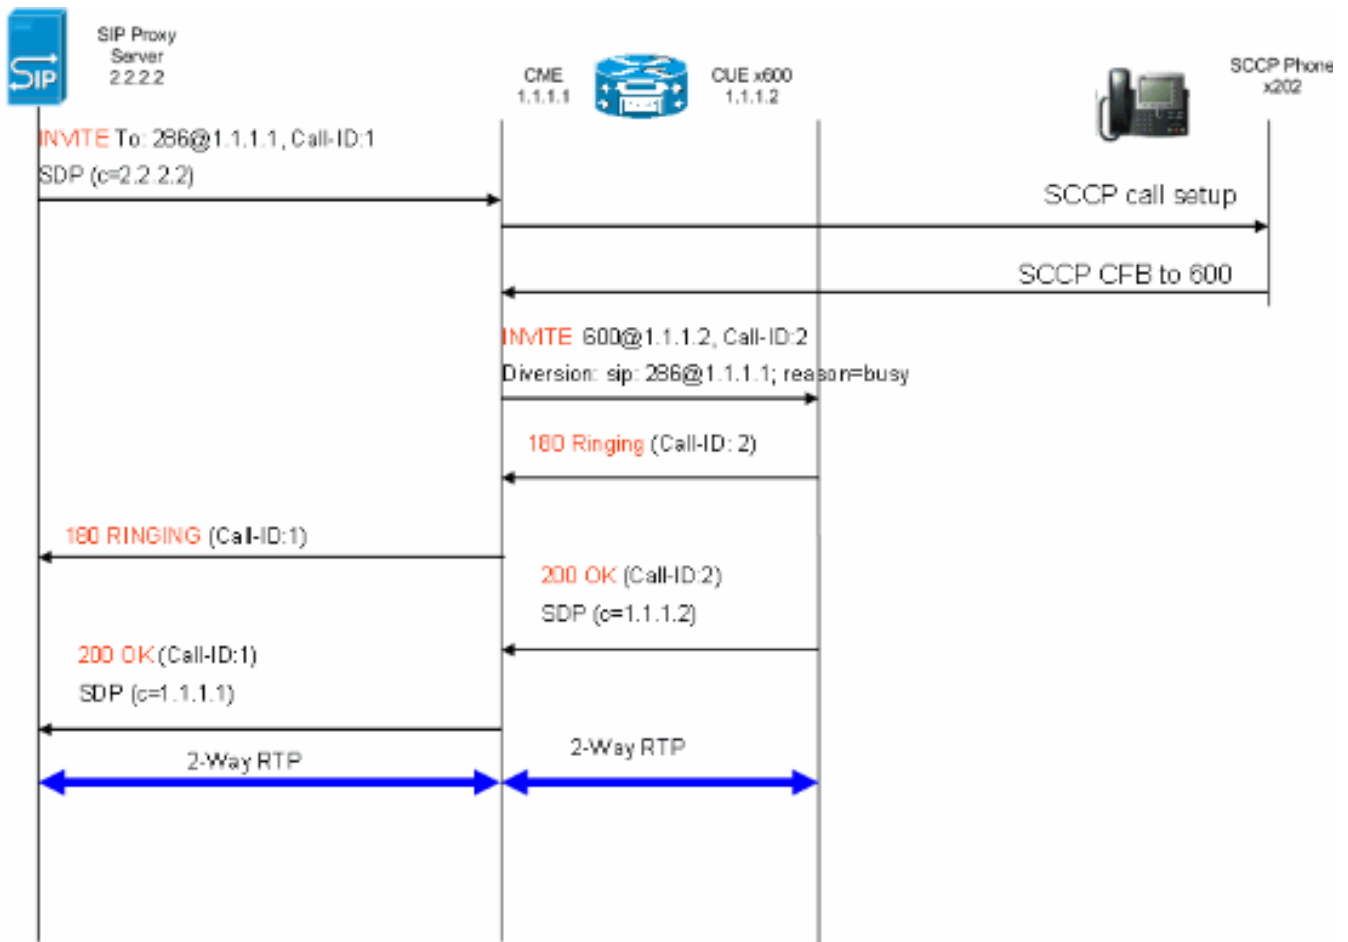 SIP Proxy
Server
2.2.2.2
SIP
CME
1.1.1.1
CUE x600
1.1.1.2
SCCP Phone
x202
INVITE To: 286@1.1.1.1, Call-ID:1
SDP (c=2.2.2.2)
SCCP call setup
SCCP CFB to 600
INVITE 600@1.1.1.2, Call-ID:2
Diversion: sip: 286@1.1.1.1; reason=busy
180 Ringing (Call-ID: 2)
180 RINGING (Call-ID:1)
200 OK (Call-ID:2)
SDP (c=1.1.1.2)
200 OK (Call-ID:1)
SDP (c=1.1.1.1)
2-Way RTP
2-Way RTP